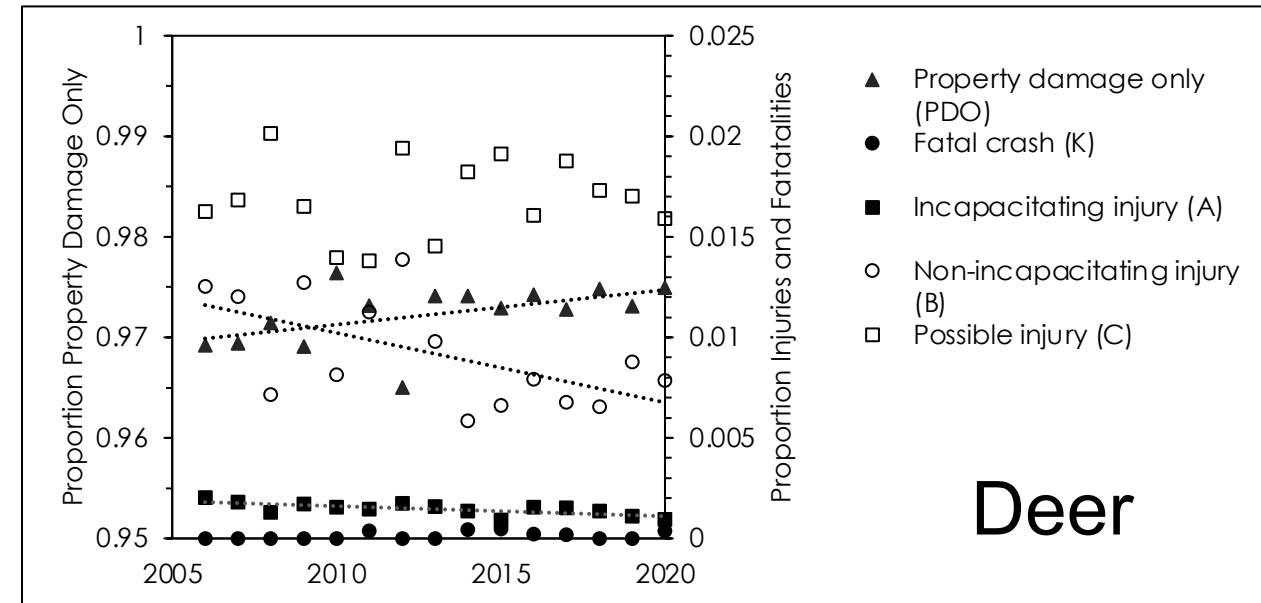 Proportion Property Damage Only
1
0.99
0.98
0.97
0.96
0.95
0.025
0.02
0.015
0.01
0.005
0
Proportion Injuries and Fatatalities
2005
2010
2015
2020
Property damage only
(PDO)
Fatal crash (K)
Incapacitating injury (A)
Non-incapacitating injury
(B)
Possible injury (C)
Deer